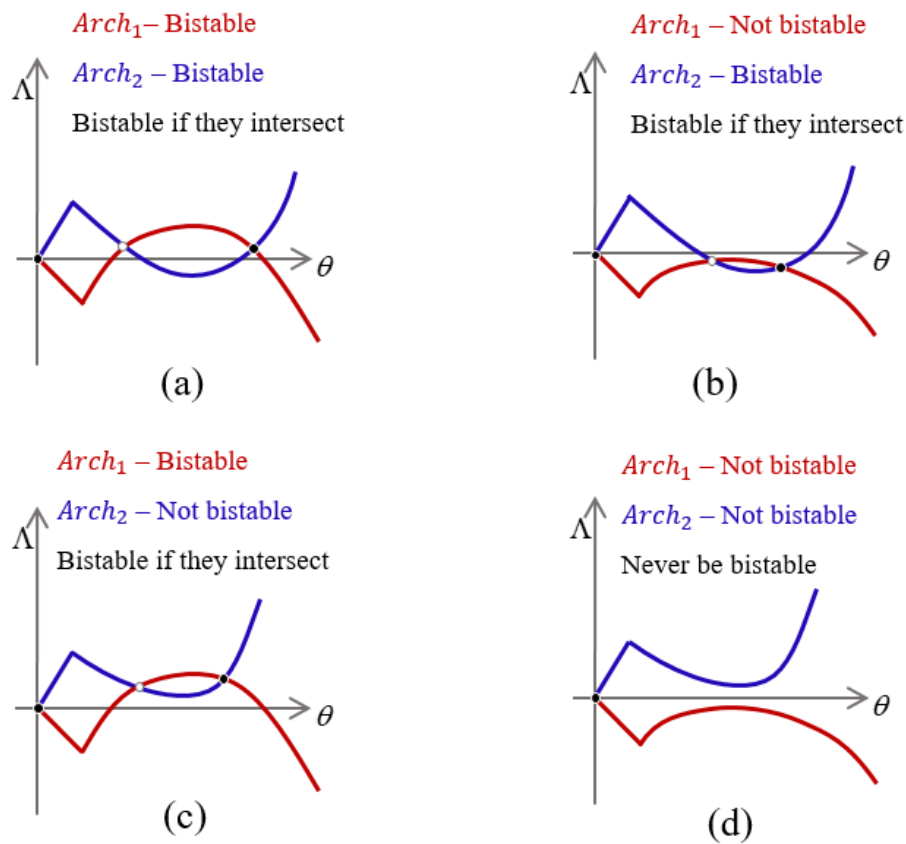 Arch₁– Bistable
Arch₂ – Bistable
Bistable if they intersect
Λ
θ
(a)
Arch₁ – Not bistable
Arch₂ – Bistable
Bistable if they intersect
Λ
θ
(b)
Arch₁ – Bistable
Arch₂ – Not bistable
Bistable if they intersect
Λ
θ
(c)
Arch₁ – Not bistable
Arch₂ – Not bistable
Never be bistable
Λ
θ
(d)